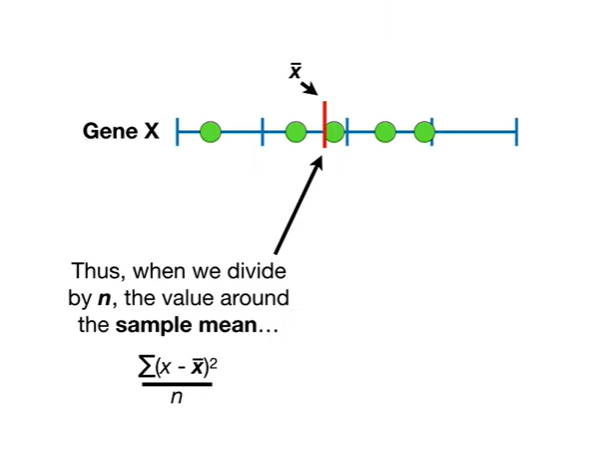 x̄
Gene X
Thus, when we divide
by n, the value around
the sample mean…
∑(x - x̄)²
n